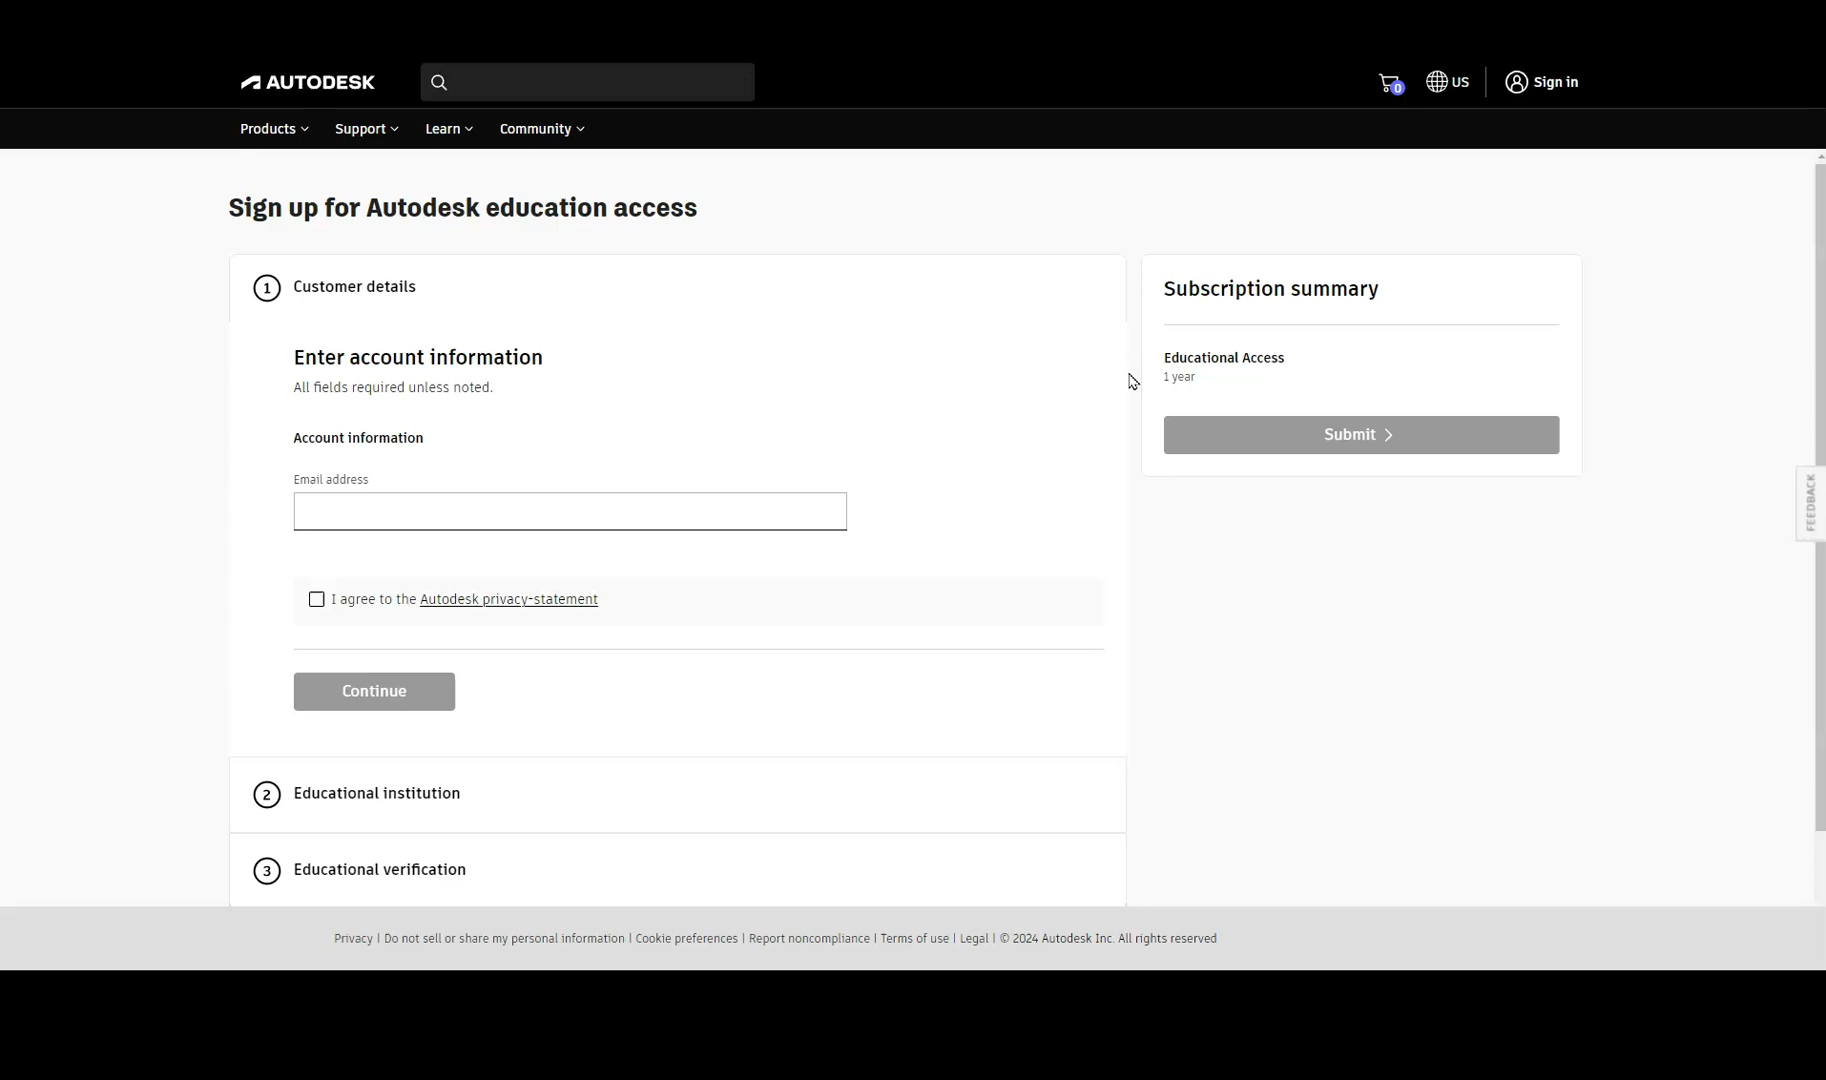 AUTODESK
0
US
Sign in
Products
Support
Learn
Community
Sign up for Autodesk education access
1 Customer details
Enter account information
All fields required unless noted.
Account information
Email address
I agree to the Autodesk privacy-statement
Continue
2 Educational institution
3 Educational verification
Subscription summary
Educational Access
1 year
Submit
FEEDBACK
Privacy | Do not sell or share my personal information | Cookie preferences | Report noncompliance | Terms of use | Legal | © 2024 Autodesk Inc. All rights reserved